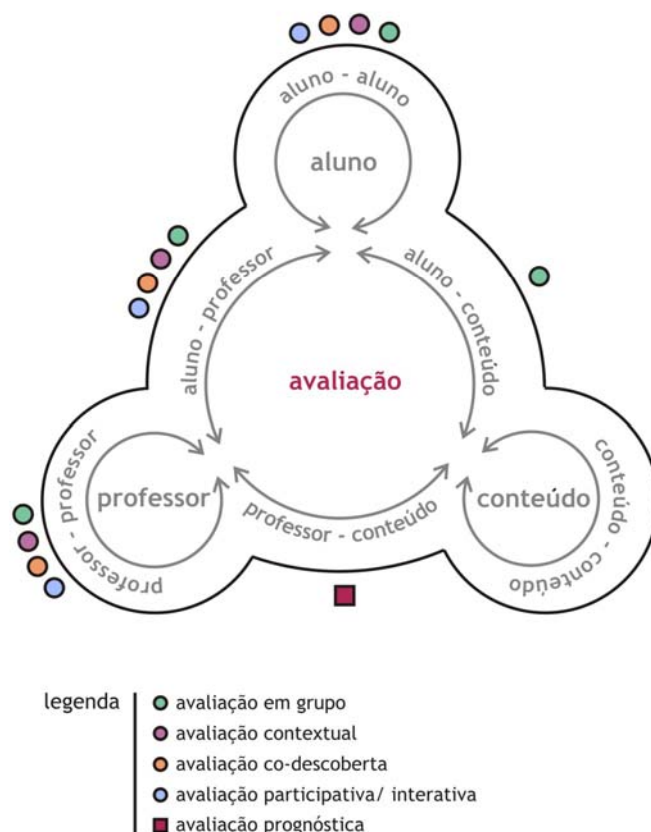 aluno - aluno
aluno
aluno - professor
aluno - conteúdo
avaliação
professor - professor
professor
professor - conteúdo
conteúdo
conteúdo - conteúdo
legenda
avaliação em grupo
avaliação contextual
avaliação co-descoberta
avaliação participativa/ interativa
avaliação prognóstica